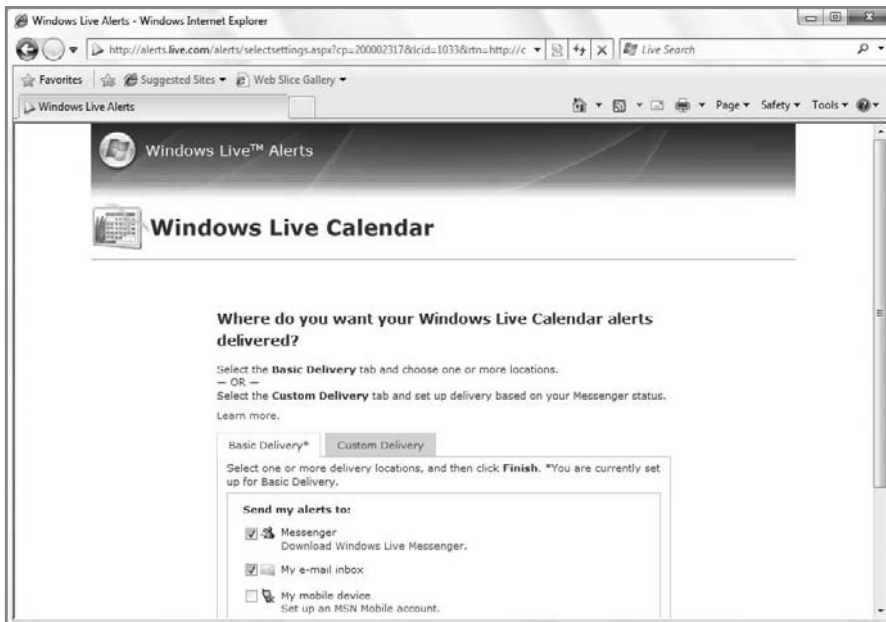 Windows Live Alerts - Windows Internet Explorer
http://alerts.live.com/alerts/selectsettings.aspx?cp=200002317&lcid=1033&rtn=http://c
Live Search
Favorites Suggested Sites Web Slice Gallery
Windows Live Alerts
Page Safety Tools
Windows Live™ Alerts
Windows Live Calendar
Where do you want your Windows Live Calendar alerts
delivered?
Select the Basic Delivery tab and choose one or more locations.
— OR —
Select the Custom Delivery tab and set up delivery based on your Messenger status.
Learn more.
Basic Delivery* Custom Delivery
Select one or more delivery locations, and then click Finish. *You are currently set
up for Basic Delivery.
Send my alerts to:
Messenger
Download Windows Live Messenger.
My e-mail inbox
My mobile device
Set up an MSN Mobile account.